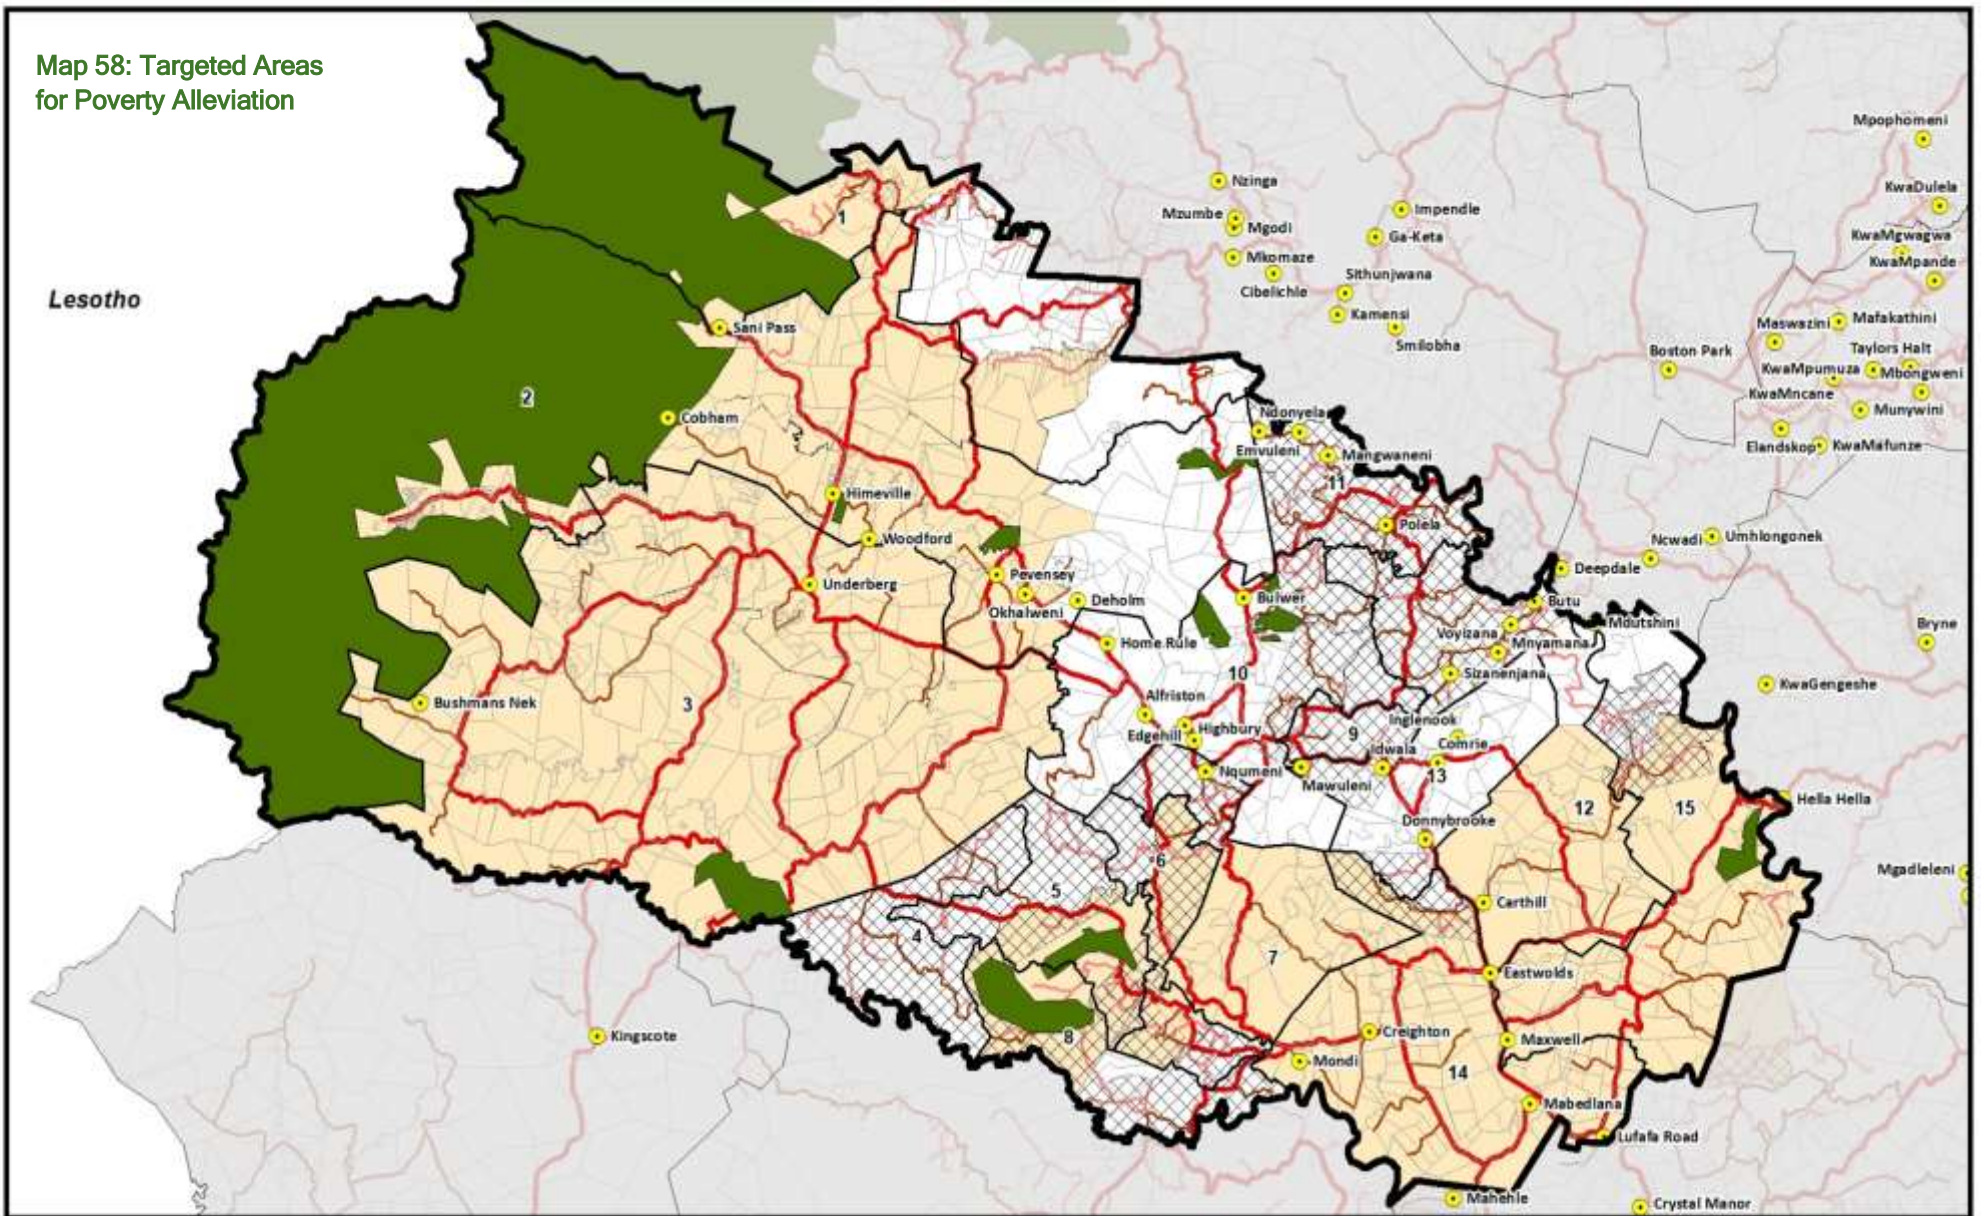 Map 58: Targeted Areas
for Poverty Alleviation
Mpophomeni
Nzinga
KwaDulela
Mzumbe
Impendle
Mgodi
Ga-Keta
KwaMgwagwa
1
Mkomaze
KwaMpande
Sithunjwana
Cibelichle
Lesotho
Kamensi
Maswazini
Mafakathini
Sani Pass
Smilobha
Boston Park
Taylors Halt
KwaMpumuza
Mbongweni
2
KwaMncane
Munywini
Cobham
Ndonyela
Elandskop
KwaMafunze
Emvuleni
Mangwaneni
11
Himeville
Polela
Woodford
Ncwadi
Umhlongonek
Deepdale
Pevensey
Underberg
Okhalweni
Deholm
Bulwer
Butu
Mdutshini
Bryne
Voyizana
Home Rule
Mnyamana
10
Sizanenjana
KwaGengeshe
Bushmans Nek
3
Alfriston
Inglenook
Edgehill
Highbury
9
Idwala
Comrie
Nqumeni
Mawuleni
13
12
15
Hella Hella
Donnybrooke
6
Mgadleleni
5
Carthill
4
7
Eastwolds
Kingscote
8
Creighton
Maxwell
Mondi
14
Mabedlana
Lufafa Road
Mahehle
Crystal Manor